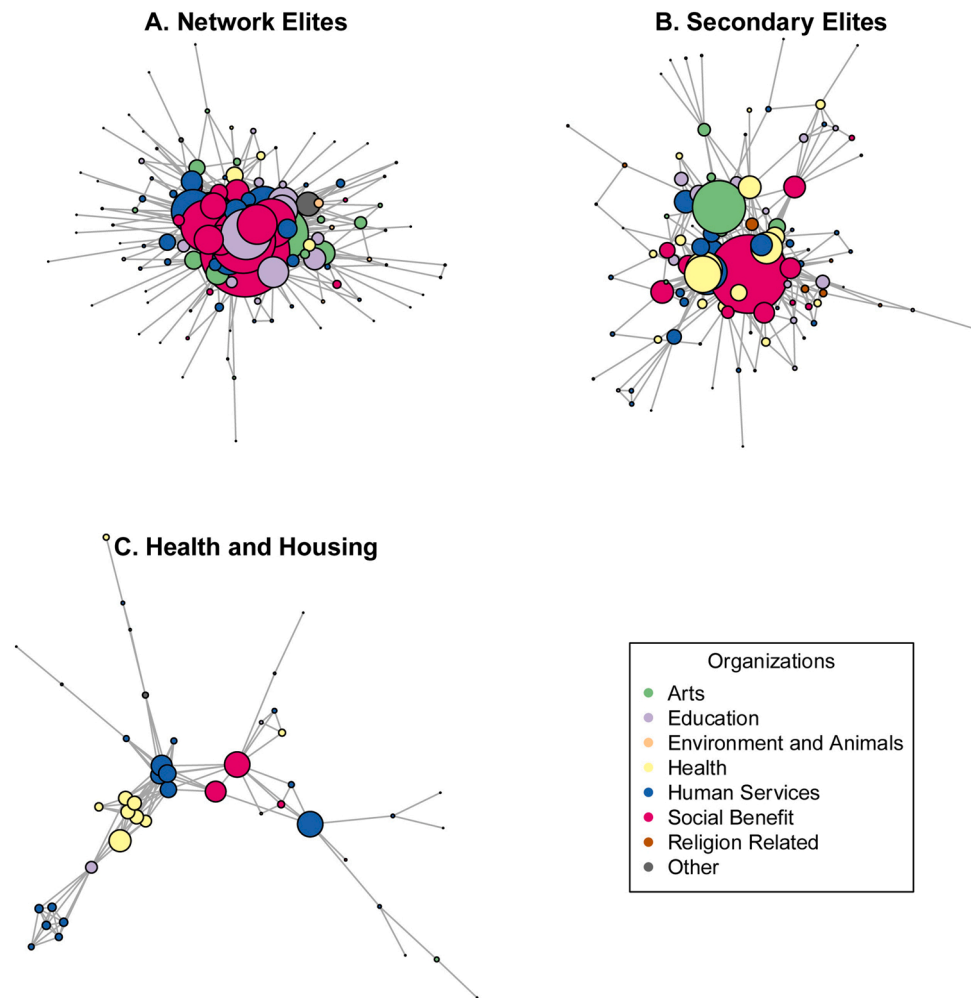 A. Network Elites
B. Secondary Elites
C. Health and Housing
Organizations
Arts
Education
Environment and Animals
Health
Human Services
Social Benefit
Religion Related
Other